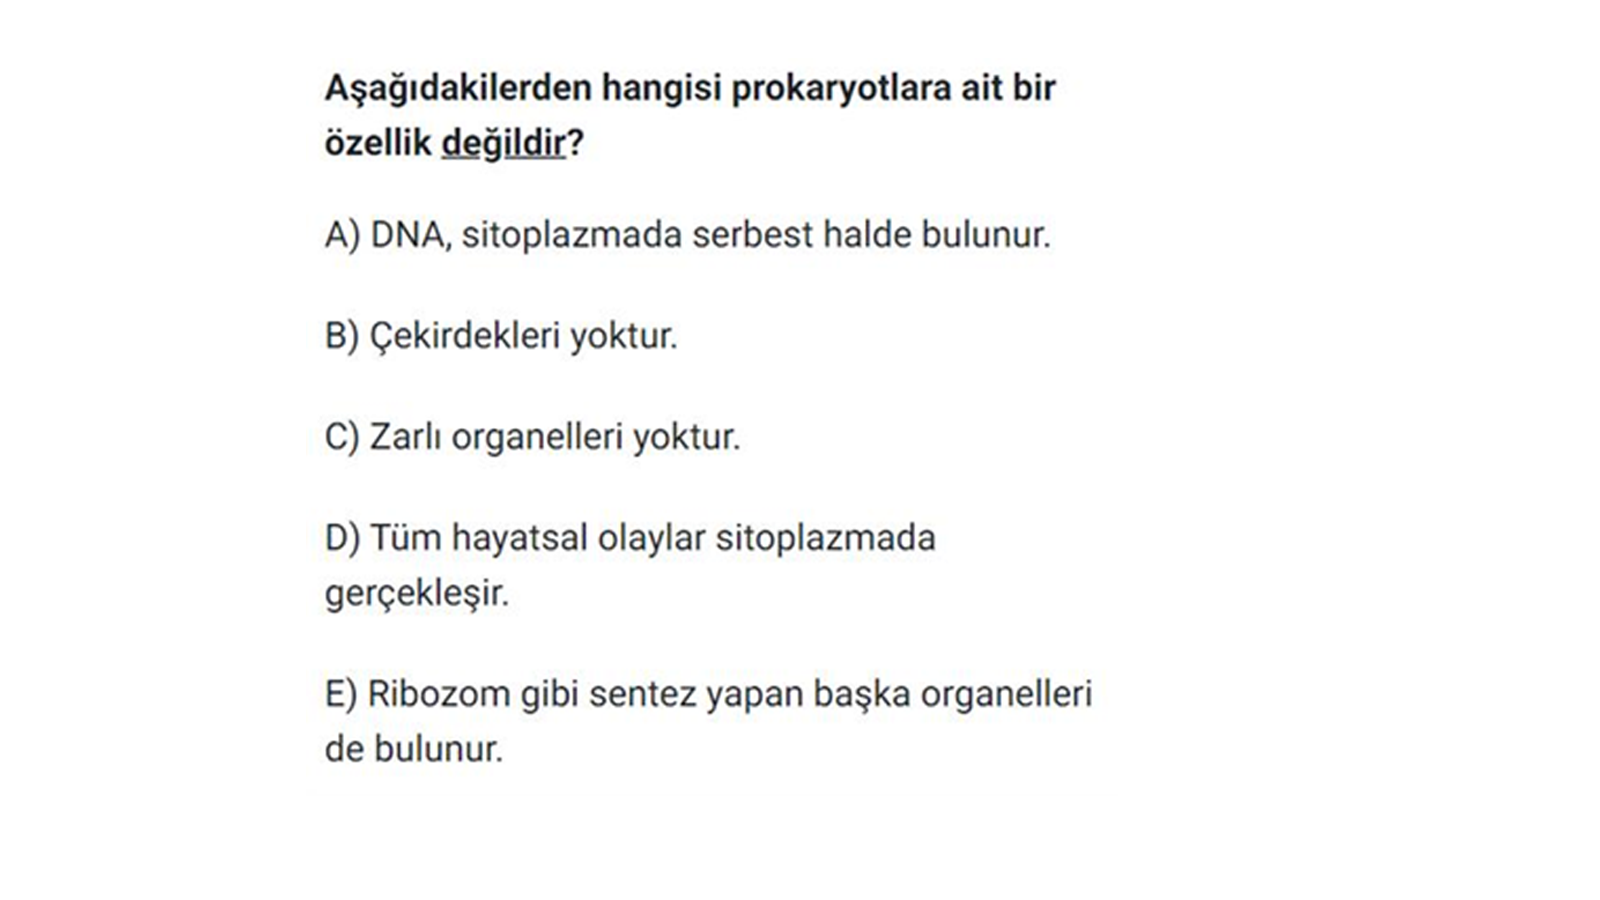 Aşağıdakilerden hangisi prokaryotlara ait bir
özellik değildir?
A) DNA, sitoplazmada serbest halde bulunur.
B) Çekirdekleri yoktur.
C) Zarlı organelleri yoktur.
D) Tüm hayatsal olaylar sitoplazmada
gerçekleşir.
E) Ribozom gibi sentez yapan başka organelleri
de bulunur.